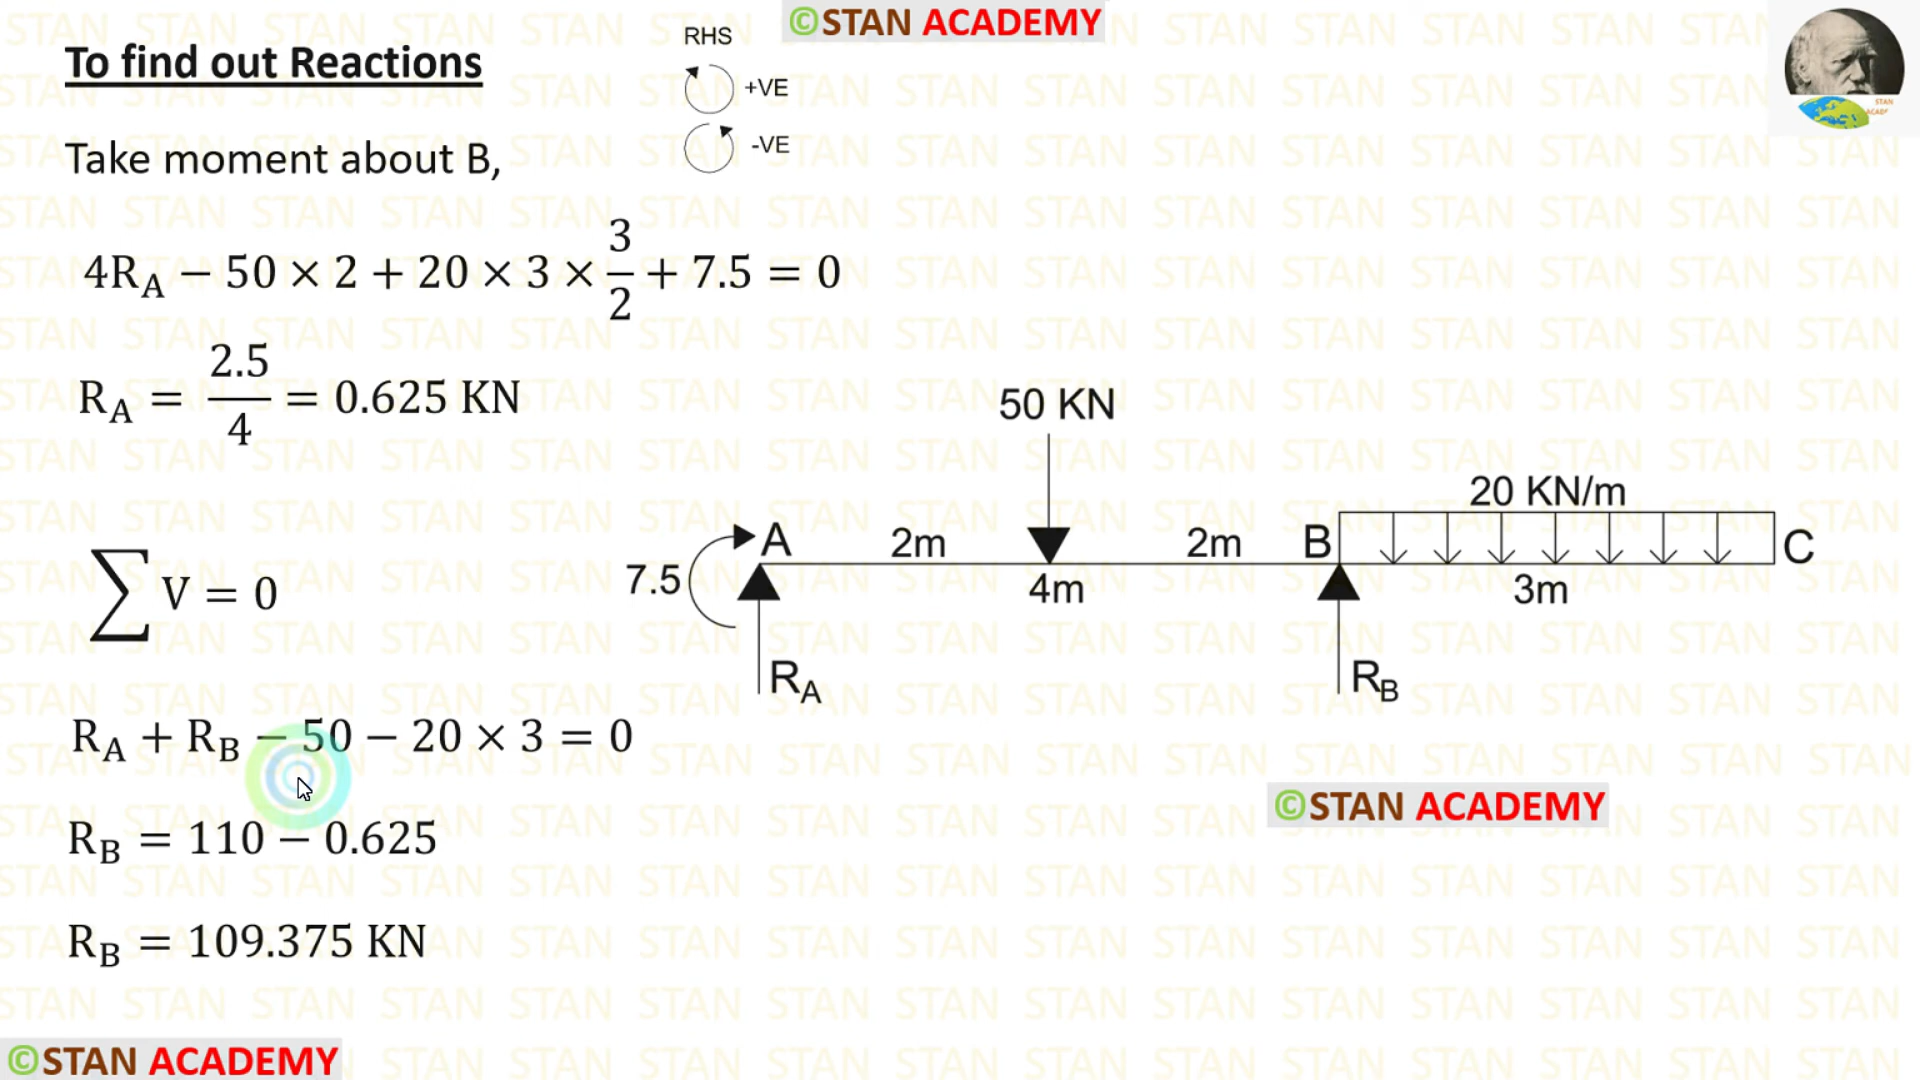 ©STAN ACADEMY
To find out Reactions
RHS
+VE
-VE
STAN ACADEMY
Take moment about B,
4R_A − 50 × 2 + 20 × 3 × 3/2 + 7.5 = 0
R_A = 2.5/4 = 0.625 KN
50 KN
20 KN/m
A 2m 2m B C
7.5 4m 3m
∑ V = 0
R_A R_B
R_A + R_B − 50 − 20 × 3 = 0
©STAN ACADEMY
R_B = 110 − 0.625
R_B = 109.375 KN
©STAN ACADEMY